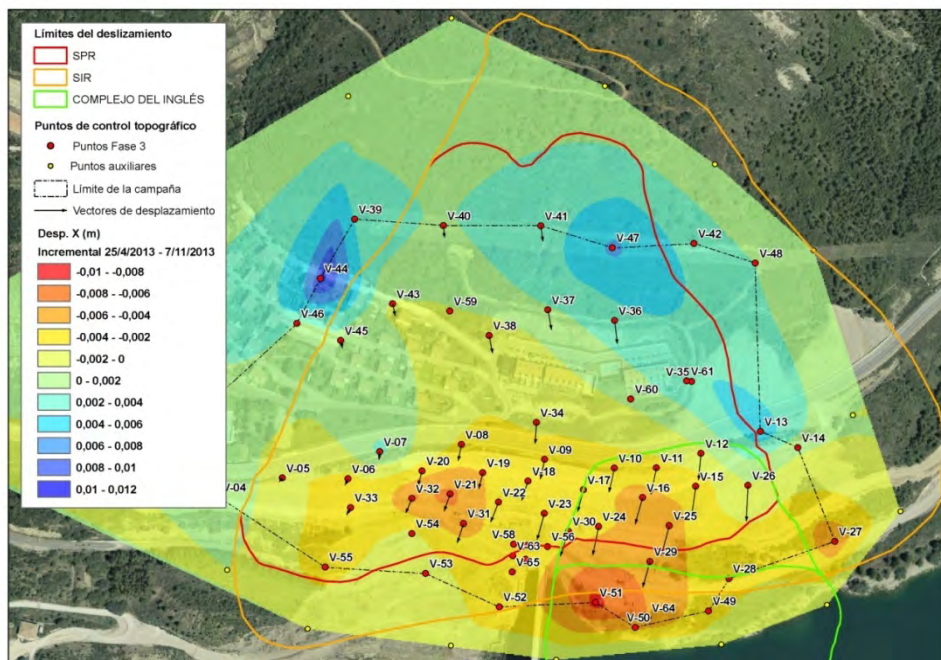 Límites del deslizamiento
SPR
SIR
COMPLEJO DEL INGLÉS
Puntos de control topográfico
Puntos Fase 3
Puntos auxiliares
Límite de la campaña
Vectores de desplazamiento
Desp. X (m)
Incremental 25/4/2013 - 7/11/2013
-0,01 - -0,008
-0,008 - -0,006
-0,006 - -0,004
-0,004 - -0,002
-0,002 - 0
0 - 0,002
0,002 - 0,004
0,004 - 0,006
0,006 - 0,008
0,008 - 0,01
0,01 - 0,012
V-39
V-40
V-41
V-47
V-42
V-48
V-44
V-43
V-59
V-37
V-36
V-46
V-45
V-38
V-35
V-61
V-60
V-34
V-13
V-14
V-07
V-08
V-09
V-12
V-04
V-05
V-06
V-20
V-19
V-18
V-10
V-11
V-17
V-15
V-26
V-33
V-32
V-21
V-22
V-23
V-16
V-31
V-54
V-30
V-24
V-25
V-27
V-58
V-63
V-56
V-55
V-53
V-65
V-29
V-28
V-52
V-51
V-64
V-49
V-50